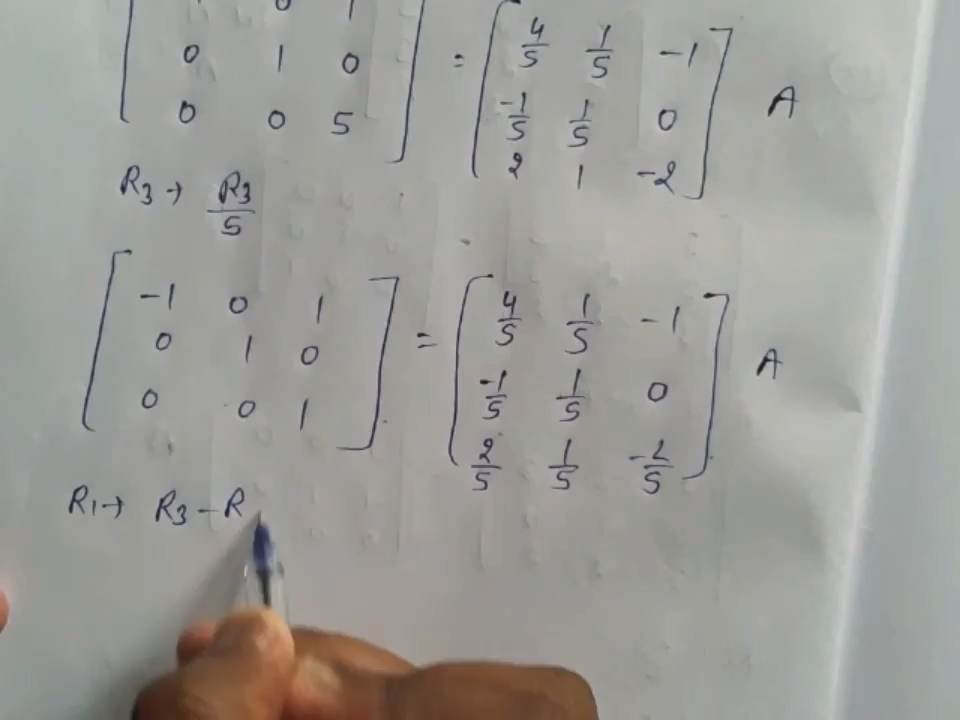 0 1
0 1 0 = 4/5 1/5 -1 A
0 0 5 -1/5 1/5 0
2 1 -2
R3 → R3/5
-1 0 1 4/5 1/5 -1
0 1 0 = -1/5 1/5 0 A
0 0 1 2/5 1/5 -2/5
R1 → R3 - R